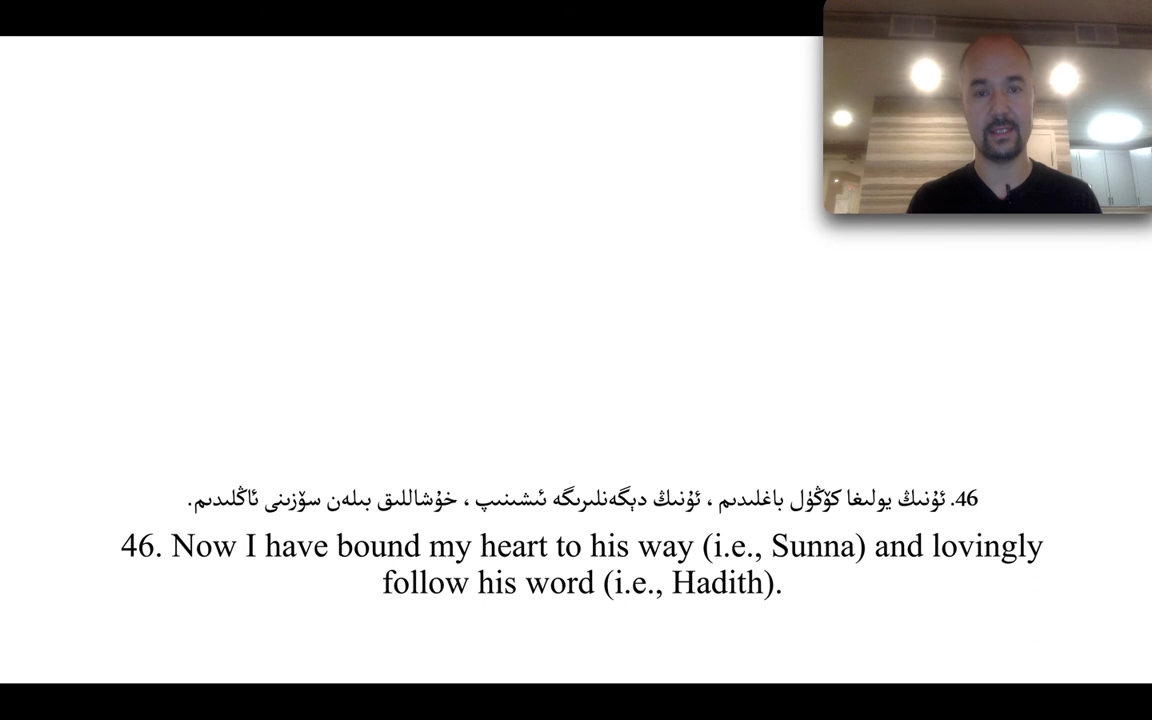 46. ئۇنىڭ يولىغا كۆڭۈل باغلىدىم ، ئۇنىڭ دېگەنلىرىگە ئىشىنىپ ، خۇشاللىق بىلەن سۆزىنى ئاڭلىدىم.
46. Now I have bound my heart to his way (i.e., Sunna) and lovingly
follow his word (i.e., Hadith).